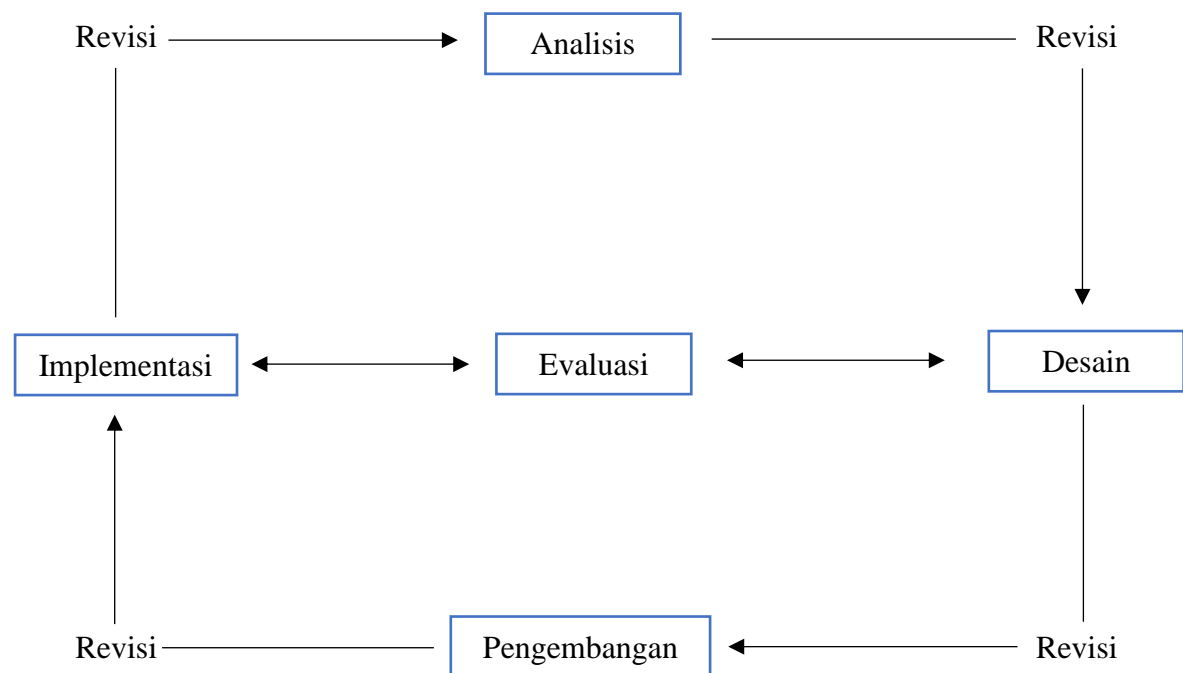 Revisi
Analisis
Revisi
Implementasi
Evaluasi
Desain
Revisi
Pengembangan
Revisi